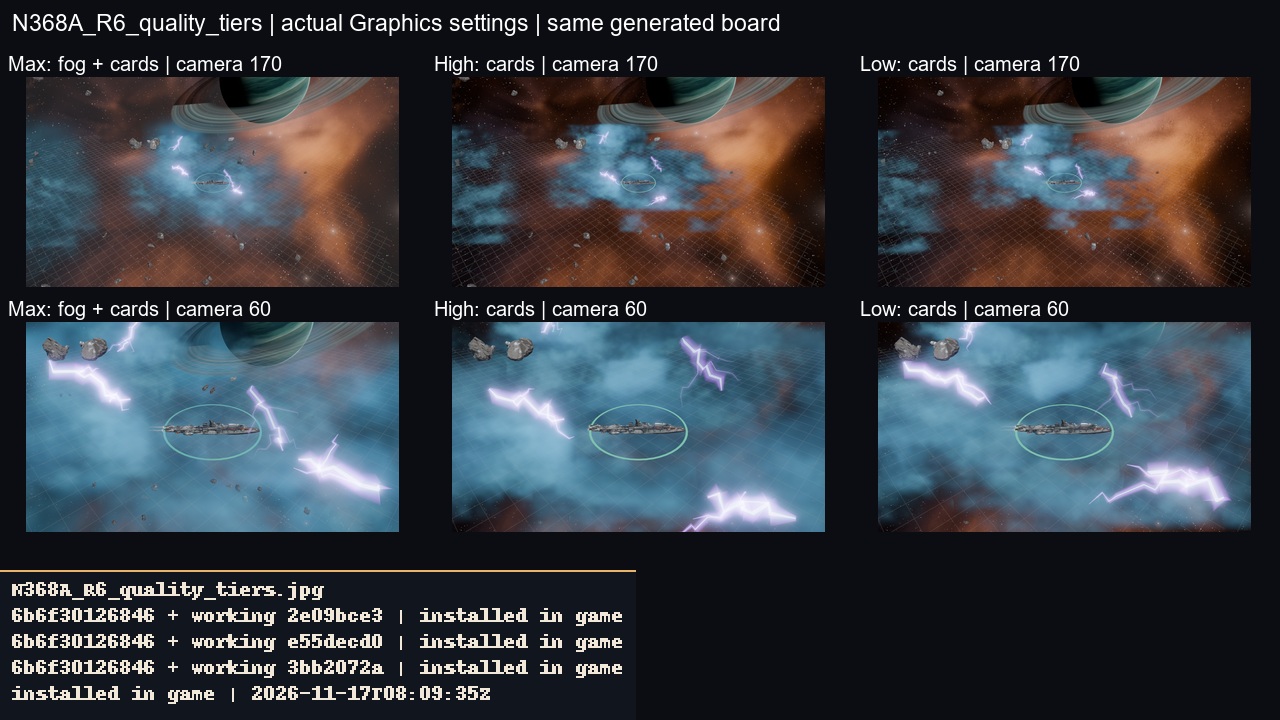 N368A_R6_quality_tiers | actual Graphics settings | same generated board
Max: fog + cards | camera 170
High: cards | camera 170
Low: cards | camera 170
Max: fog + cards | camera 60
High: cards | camera 60
Low: cards | camera 60
N368A_R6_quality_tiers.jpg
6b6f30126846 + working 2e09bce3 | installed in game
6b6f30126846 + working e55decd0 | installed in game
6b6f30126846 + working 3bb2072a | installed in game
installed in game | 2026-11-17T08:09:35Z